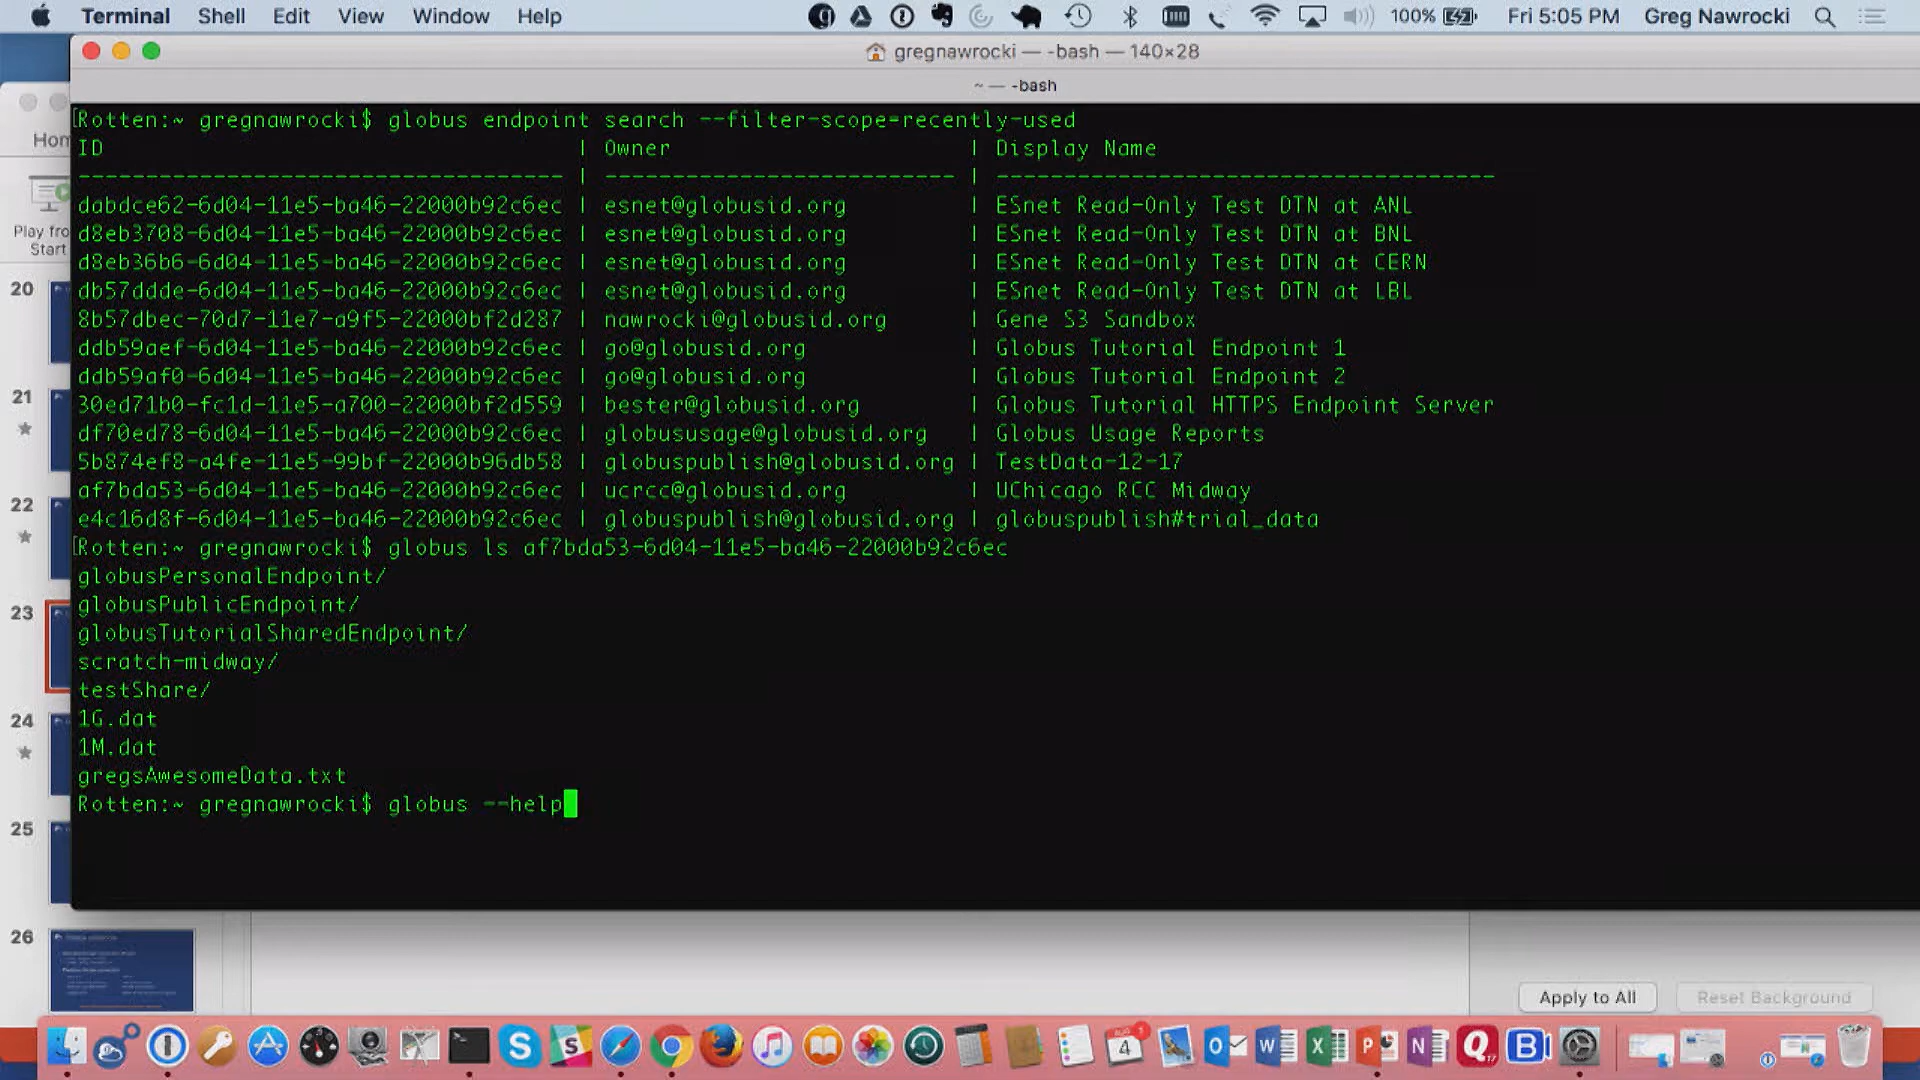 Terminal Shell Edit View Window Help 100% Fri 5:05 PM Greg Nawrocki
gregnawrocki — -bash — 140×28
~ — -bash
[Rotten:~ gregnawrocki$ globus endpoint search --filter-scope=recently-used
ID | Owner | Display Name
------------------------------------ | -------------------------- | -------------------------------------
dabdce62-6d04-11e5-ba46-22000b92c6ec | esnet@globusid.org | ESnet Read-Only Test DTN at ANL
d8eb3708-6d04-11e5-ba46-22000b92c6ec | esnet@globusid.org | ESnet Read-Only Test DTN at BNL
d8eb36b6-6d04-11e5-ba46-22000b92c6ec | esnet@globusid.org | ESnet Read-Only Test DTN at CERN
db57ddde-6d04-11e5-ba46-22000b92c6ec | esnet@globusid.org | ESnet Read-Only Test DTN at LBL
8b57dbec-70d7-11e7-a9f5-22000bf2d287 | nawrocki@globusid.org | Gene S3 Sandbox
ddb59aef-6d04-11e5-ba46-22000b92c6ec | go@globusid.org | Globus Tutorial Endpoint 1
ddb59af0-6d04-11e5-ba46-22000b92c6ec | go@globusid.org | Globus Tutorial Endpoint 2
30ed71b0-fc1d-11e5-a700-22000bf2d559 | bester@globusid.org | Globus Tutorial HTTPS Endpoint Server
df70ed78-6d04-11e5-ba46-22000b92c6ec | globususage@globusid.org | Globus Usage Reports
5b874ef8-a4fe-11e5-99bf-22000b96db58 | globuspublish@globusid.org | TestData-12-17
af7bda53-6d04-11e5-ba46-22000b92c6ec | ucrcc@globusid.org | UChicago RCC Midway
e4c16d8f-6d04-11e5-ba46-22000b92c6ec | globuspublish@globusid.org | globuspublish#trial_data
[Rotten:~ gregnawrocki$ globus ls af7bda53-6d04-11e5-ba46-22000b92c6ec
globusPersonalEndpoint/
globusPublicEndpoint/
globusTutorialSharedEndpoint/
scratch-midway/
testShare/
1G.dat
1M.dat
gregsAwesomeData.txt
Rotten:~ gregnawrocki$ globus --help
Hom
Play fro
Start
20
21
22
23
24
25
26
Apply to All Reset Background